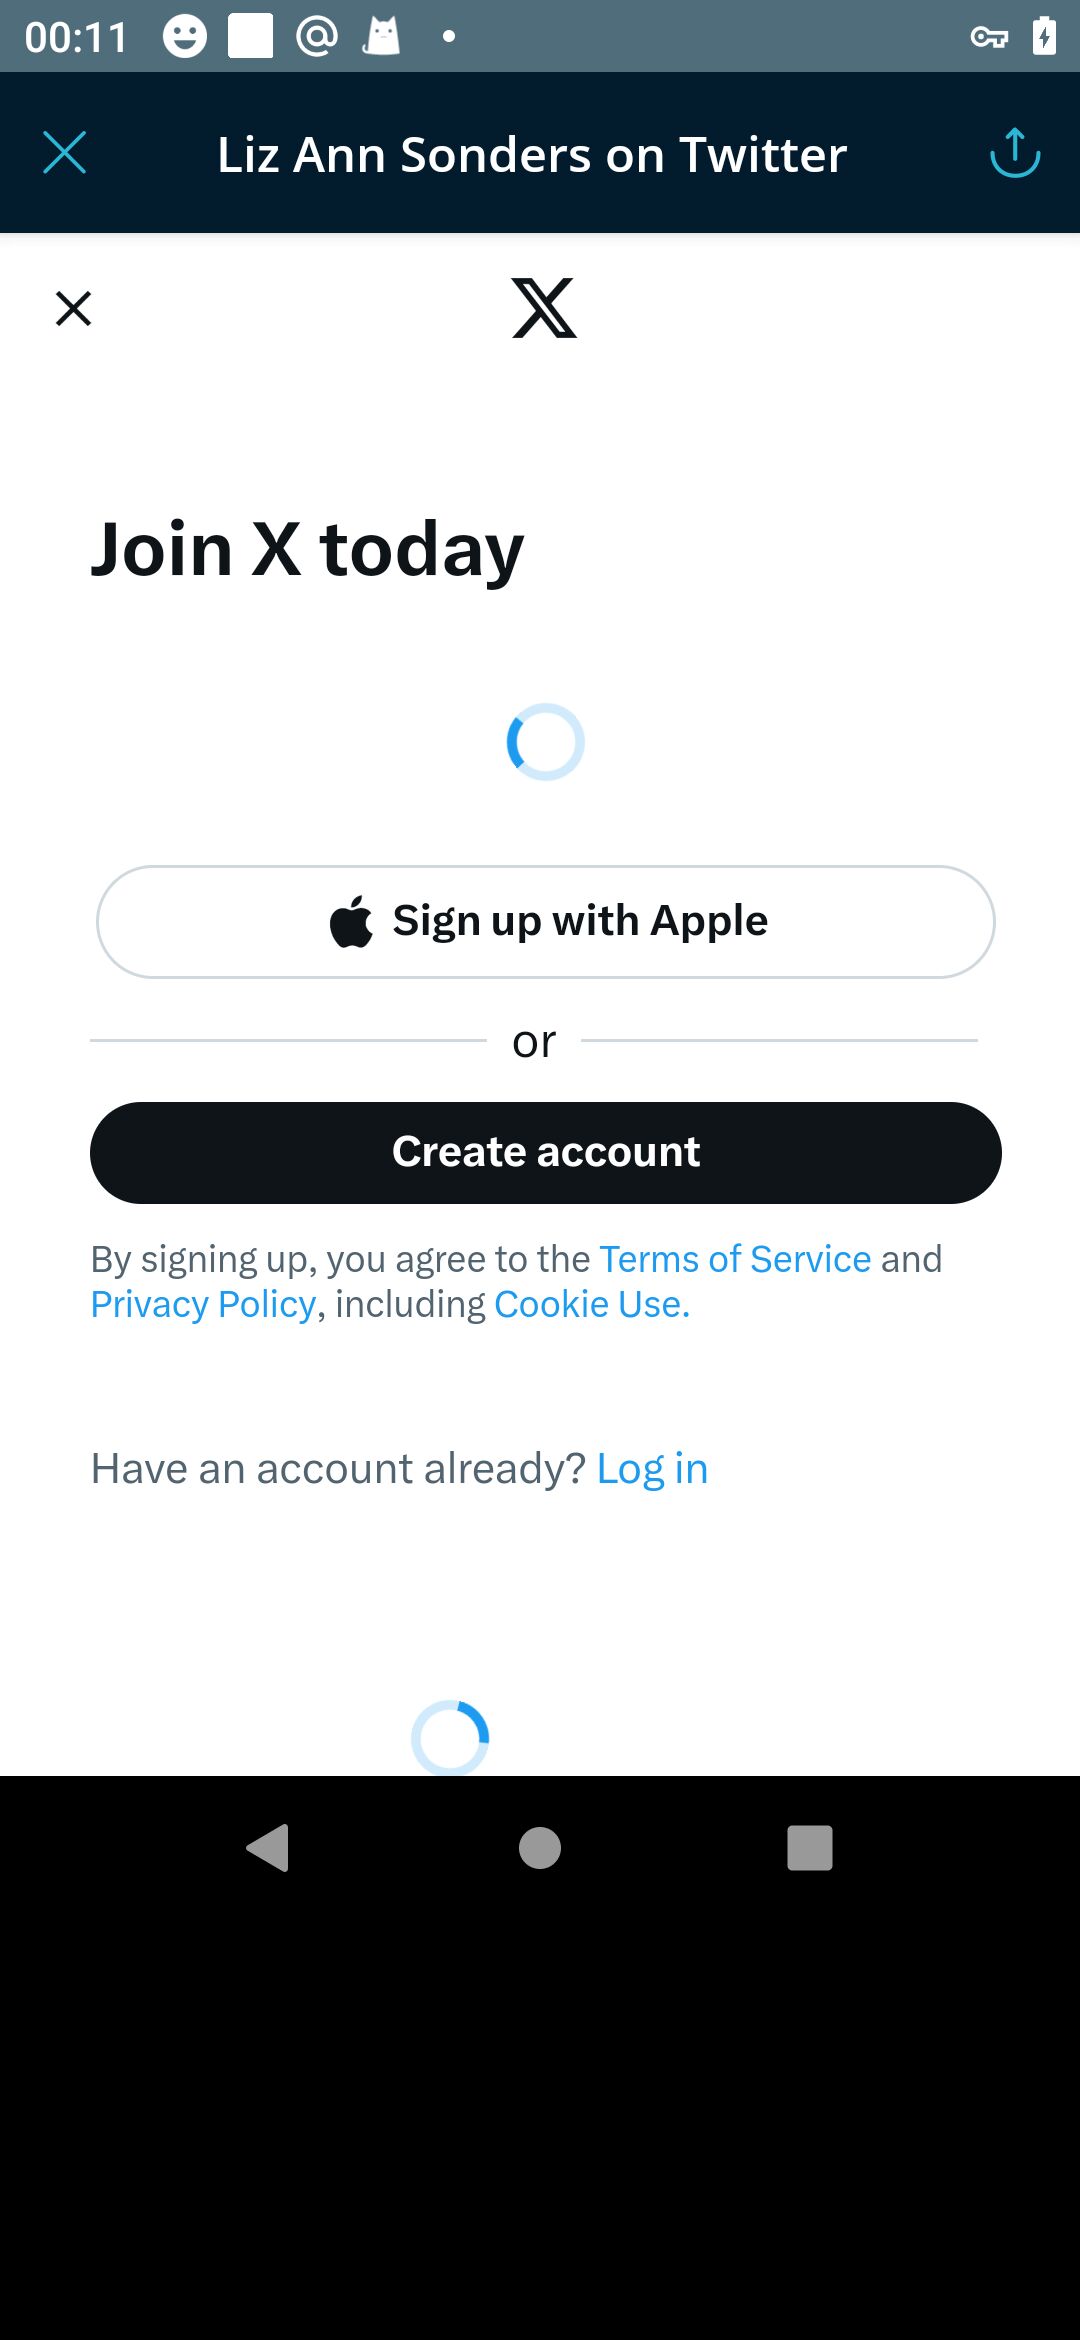 00:11
Liz Ann Sonders on Twitter
Join X today
Sign up with Apple
or
Create account
By signing up, you agree to the Terms of Service and
Privacy Policy, including Cookie Use.
Have an account already? Log in